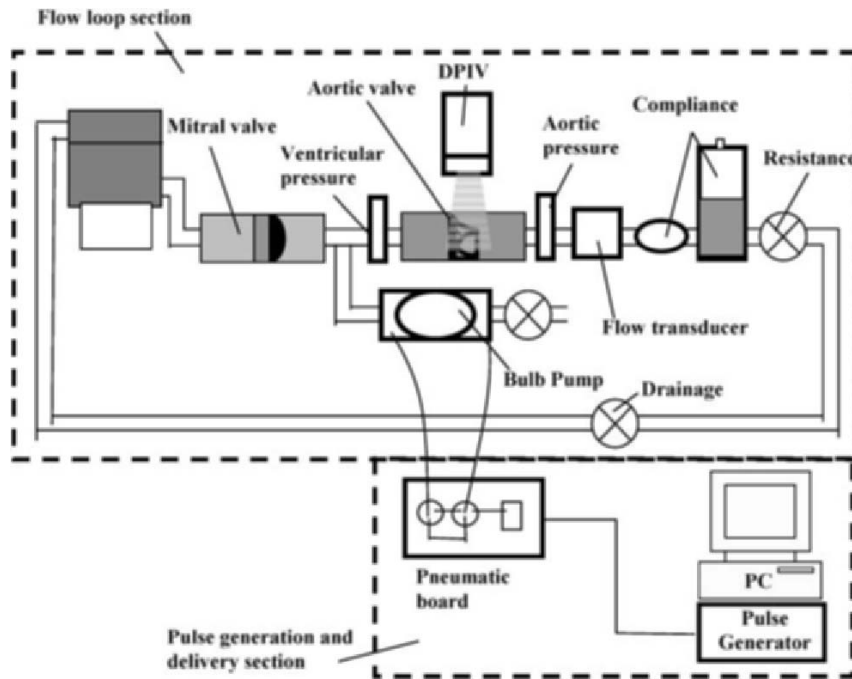 Flow loop section
DPIV
Aortic valve
Compliance
Mitral valve
Aortic
pressure
Ventricular
pressure
Resistance
Flow transducer
Bulb Pump
Drainage
Pneumatic
board
PC
Pulse
Generator
Pulse generation and
delivery section